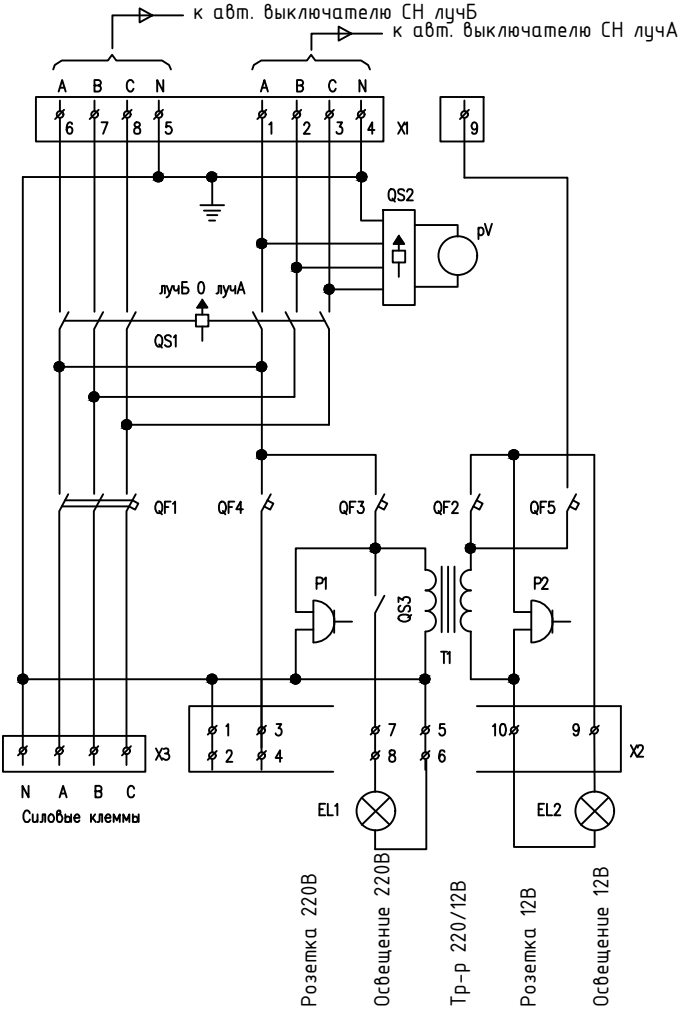 к авт. выключателю СН лучБ
к авт. выключателю СН лучА
A B C N A B C N
6 7 8 5 1 2 3 4 X1 9
QS2
pV
лучБ 0 лучА
QS1
QF1 QF4 QF3 QF2 QF5
P1 P2
QS3
T1
1 3 7 5 10 9
2 4 8 6
X3 X2
N A B C
Силовые клеммы
EL1 EL2
Розетка 220В
Освещение 220В
Тр-р 220/12В
Розетка 12В
Освещение 12В